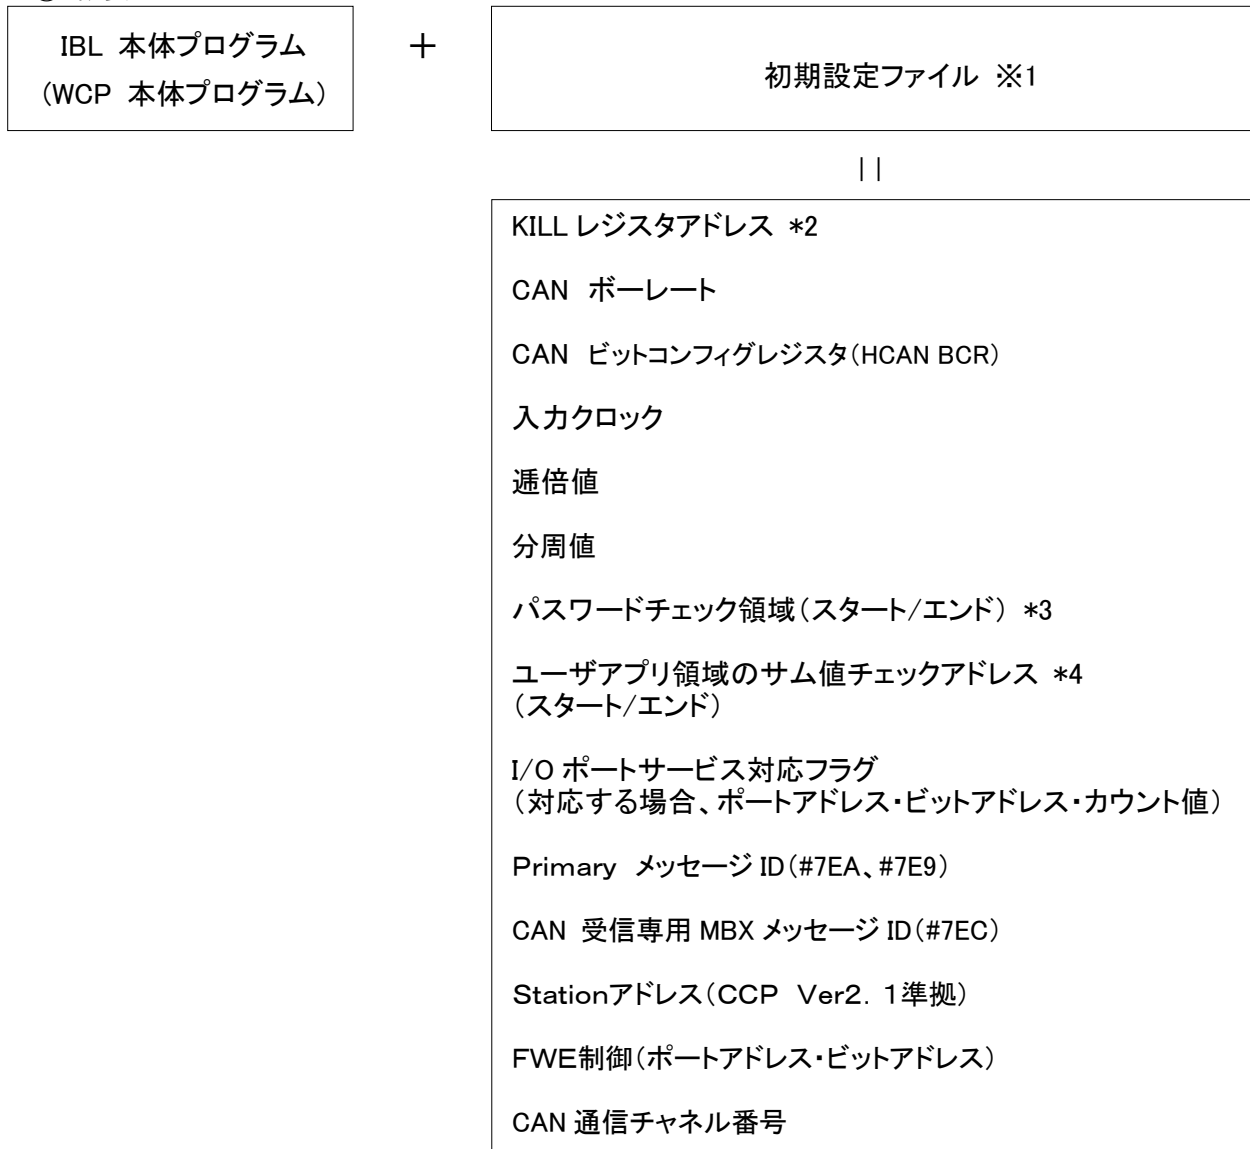 IBL 本体プログラム
(WCP 本体プログラム)
+
初期設定ファイル ※1
||
KILL レジスタアドレス *2
CAN ボーレート
CAN ビットコンフィグレジスタ(HCAN BCR)
入力クロック
逓倍値
分周値
パスワードチェック領域(スタート/エンド) *3
ユーザアプリ領域のサム値チェックアドレス *4
(スタート/エンド)
I/O ポートサービス対応フラグ
(対応する場合、ポートアドレス・ビットアドレス・カウント値)
Primary メッセージ ID(#7EA、#7E9)
CAN 受信専用 MBX メッセージ ID(#7EC)
Stationアドレス(CCP Ver2.1準拠)
FWE制御(ポートアドレス・ビットアドレス)
CAN 通信チャネル番号